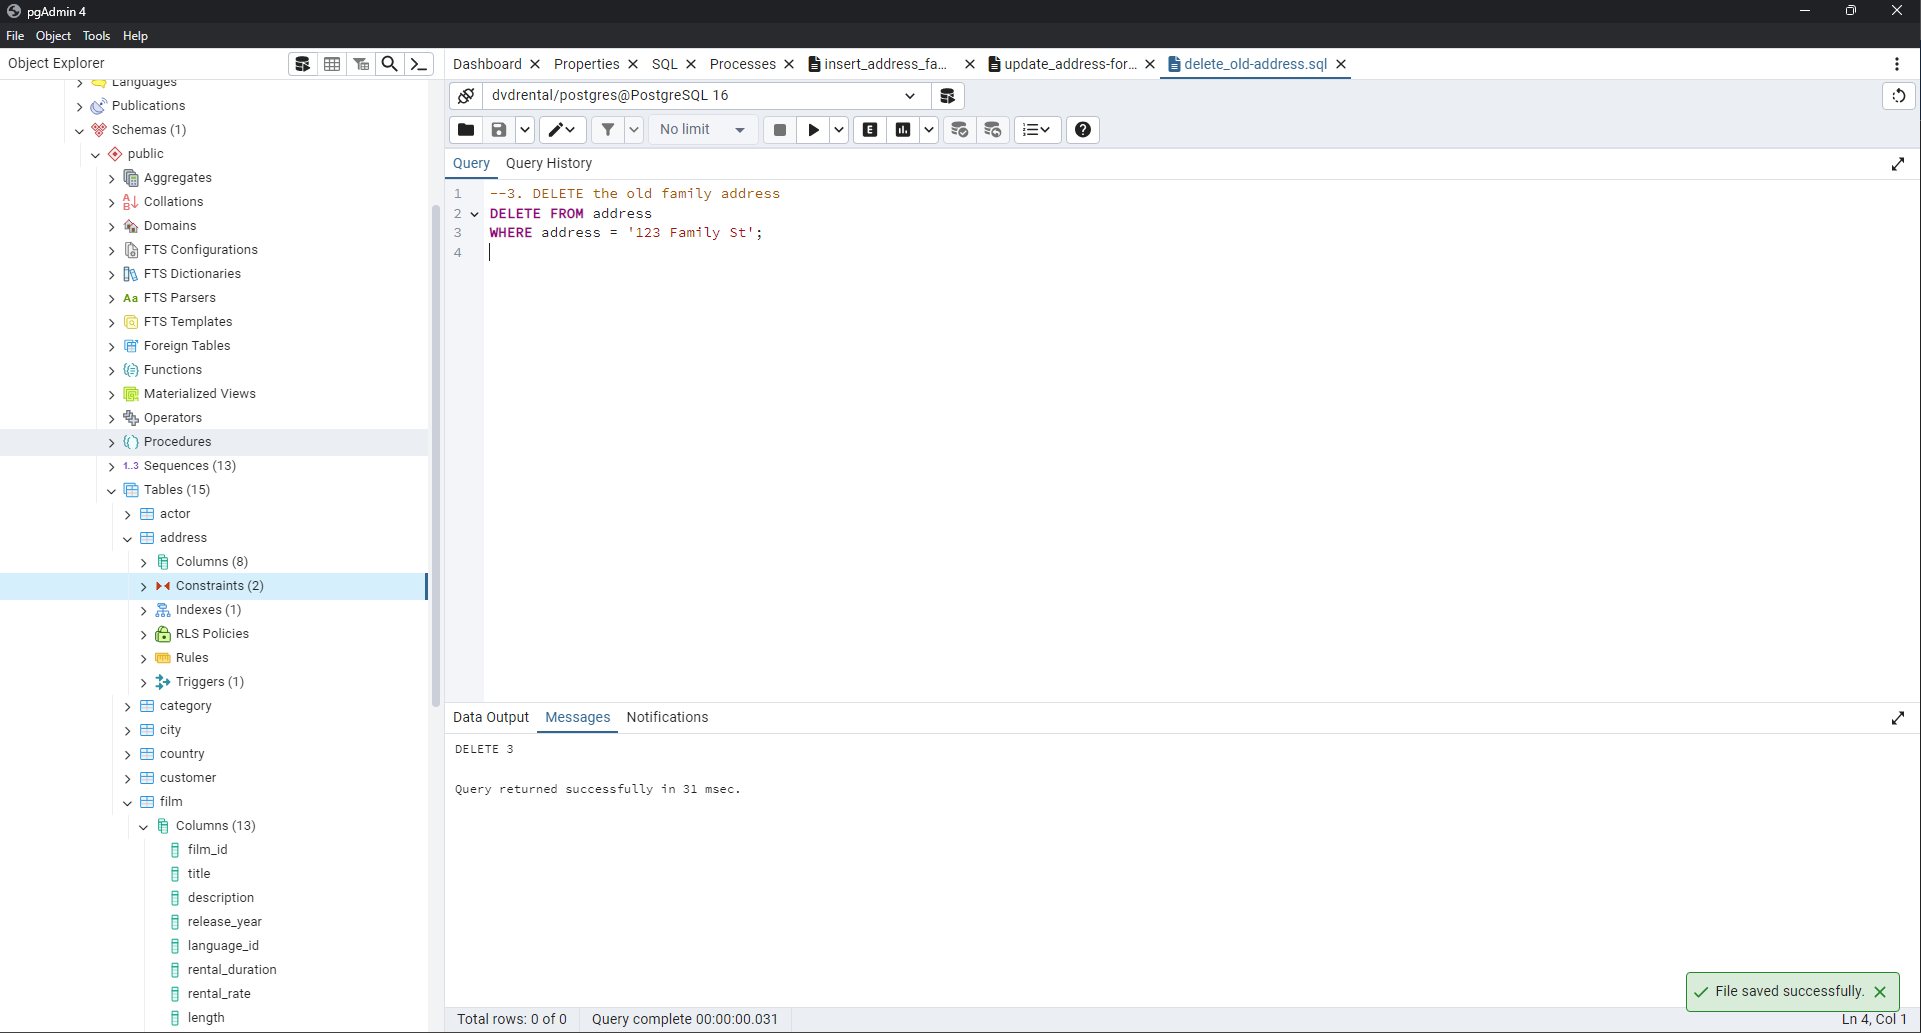 pgAdmin 4
File Object Tools Help
Object Explorer
Languages
Publications
Schemas (1)
public
Aggregates
Collations
Domains
FTS Configurations
FTS Dictionaries
Aa FTS Parsers
FTS Templates
Foreign Tables
Functions
Materialized Views
Operators
Procedures
1..3 Sequences (13)
Tables (15)
actor
address
Columns (8)
Constraints (2)
Indexes (1)
RLS Policies
Rules
Triggers (1)
category
city
country
customer
film
Columns (13)
film_id
title
description
release_year
language_id
rental_duration
rental_rate
length
Dashboard Properties SQL Processes insert_address_fa... update_address-for... delete_old-address.sql
dvdrental/postgres@PostgreSQL 16
No limit E
Query Query History
1 --3. DELETE the old family address
2 DELETE FROM address
3 WHERE address = '123 Family St';
4
Data Output Messages Notifications
DELETE 3
Query returned successfully in 31 msec.
File saved successfully.
Total rows: 0 of 0 Query complete 00:00:00.031 Ln 4, Col 1